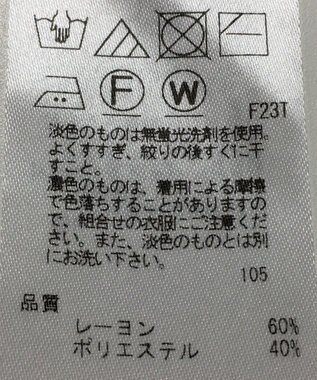 F
W
F23T
淡色のものは無蛍光洗剤を使用。
よくすすぎ、絞りの後すぐに干
すこと。
濃色のものは、着用による摩擦
で色落ちすることがありますの
で、組合せの衣服にご注意くだ
さい。また、淡色のものとは別
にお洗い下さい。
105
品質
レーヨン 60%
ポリエステル 40%